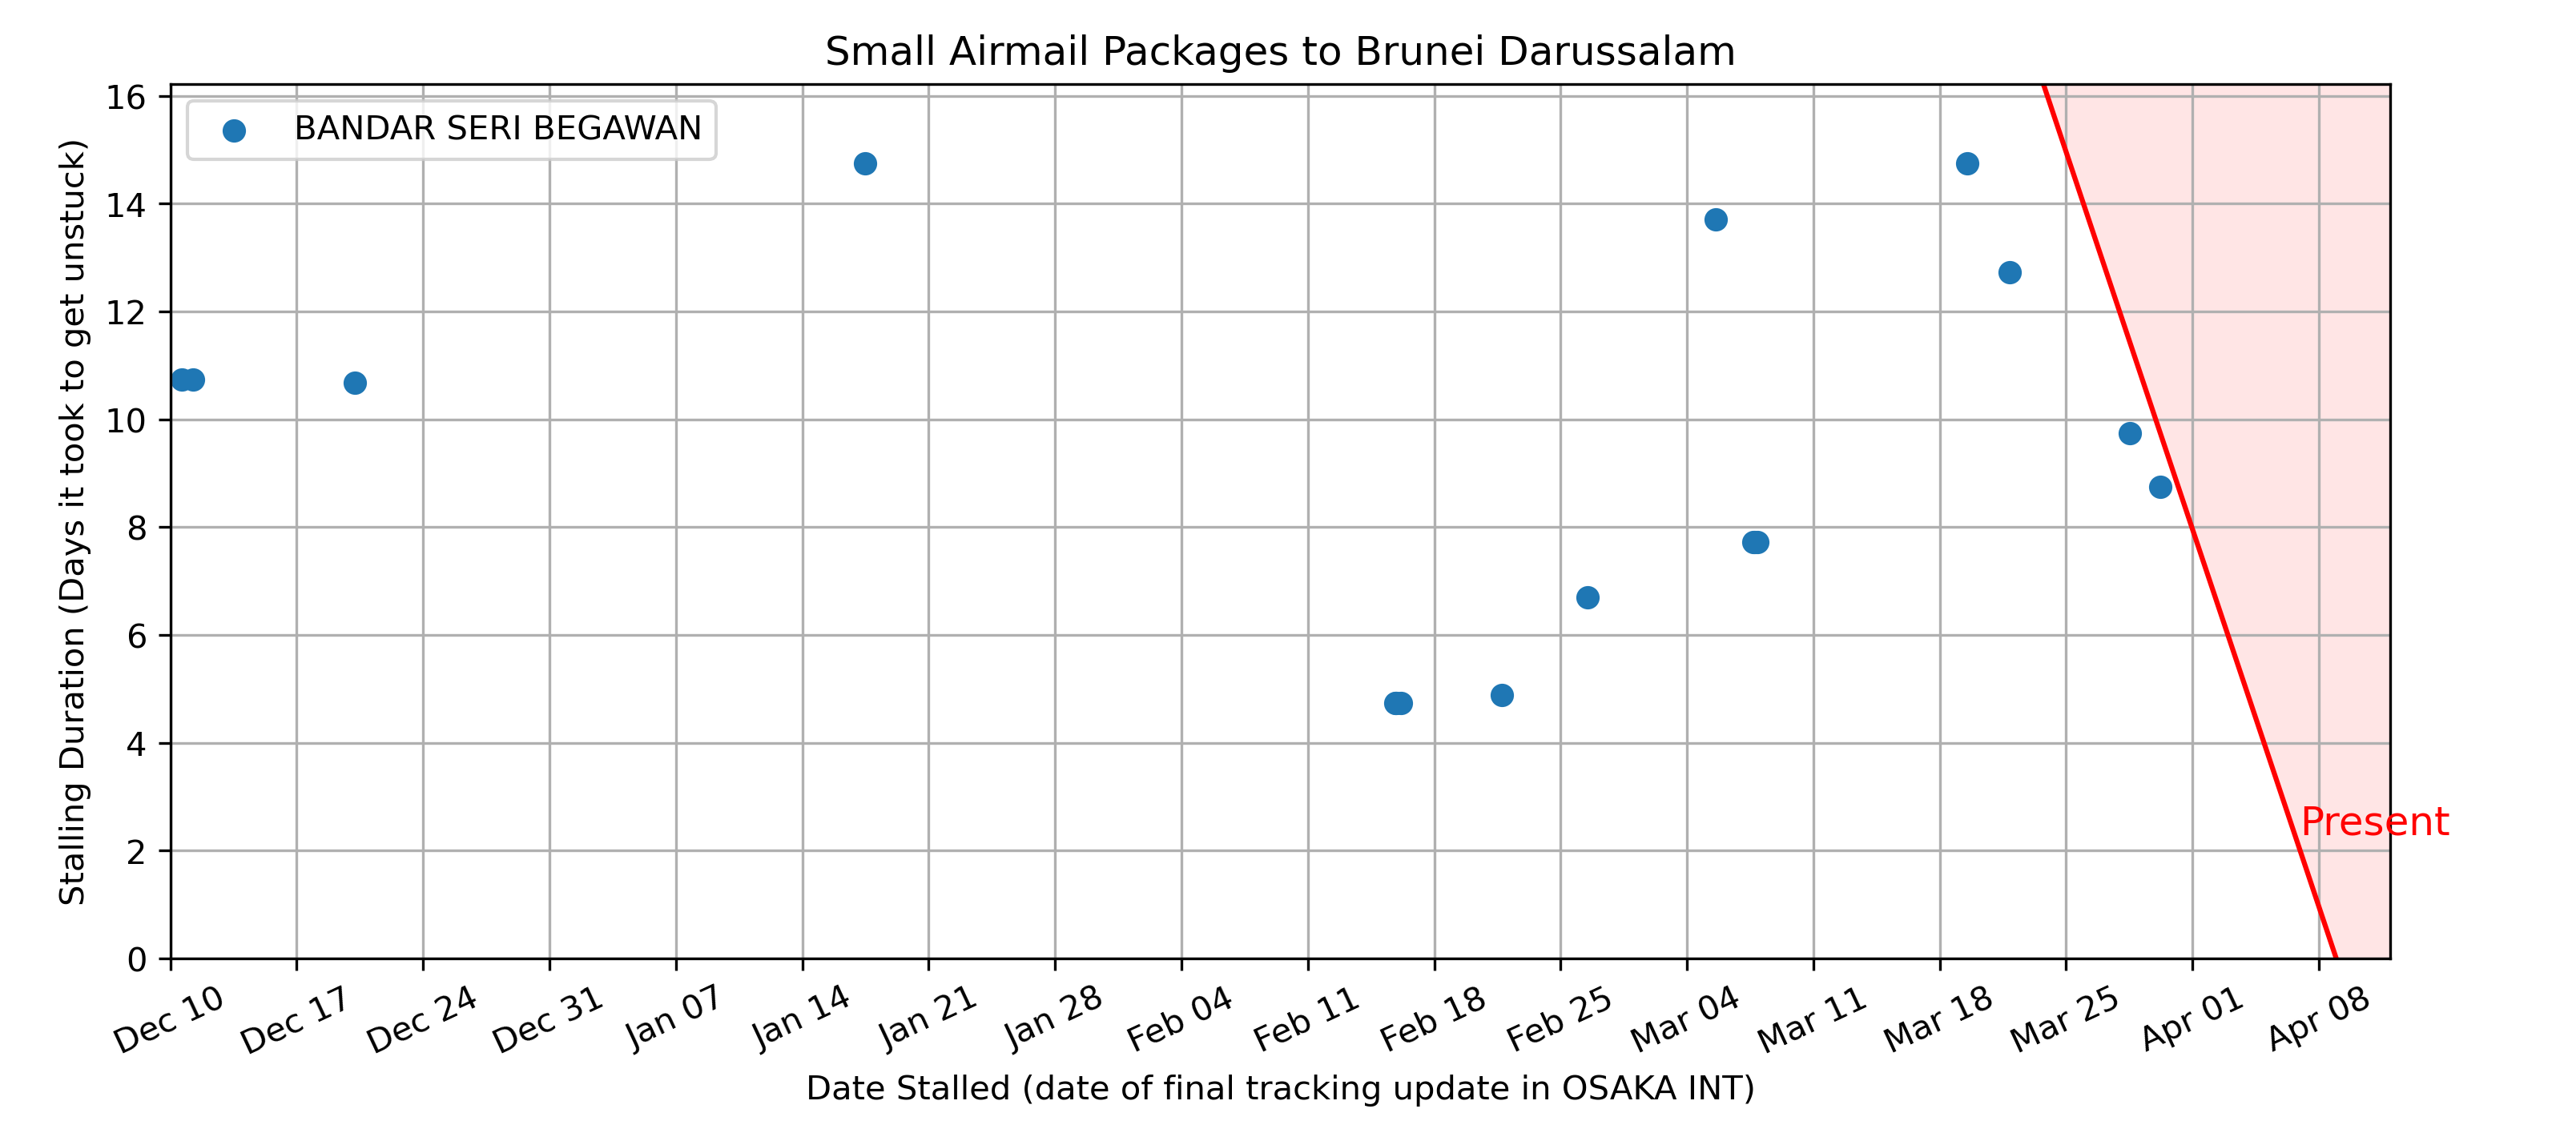 Small Airmail Packages to Brunei Darussalam
BANDAR SERI BEGAWAN
Stalling Duration (Days it took to get unstuck)
16
14
12
10
8
6
4
2
0
Present
Dec 10 Dec 17 Dec 24 Dec 31 Jan 07 Jan 14 Jan 21 Jan 28 Feb 04 Feb 11 Feb 18 Feb 25 Mar 04 Mar 11 Mar 18 Mar 25 Apr 01 Apr 08
Date Stalled (date of final tracking update in OSAKA INT)